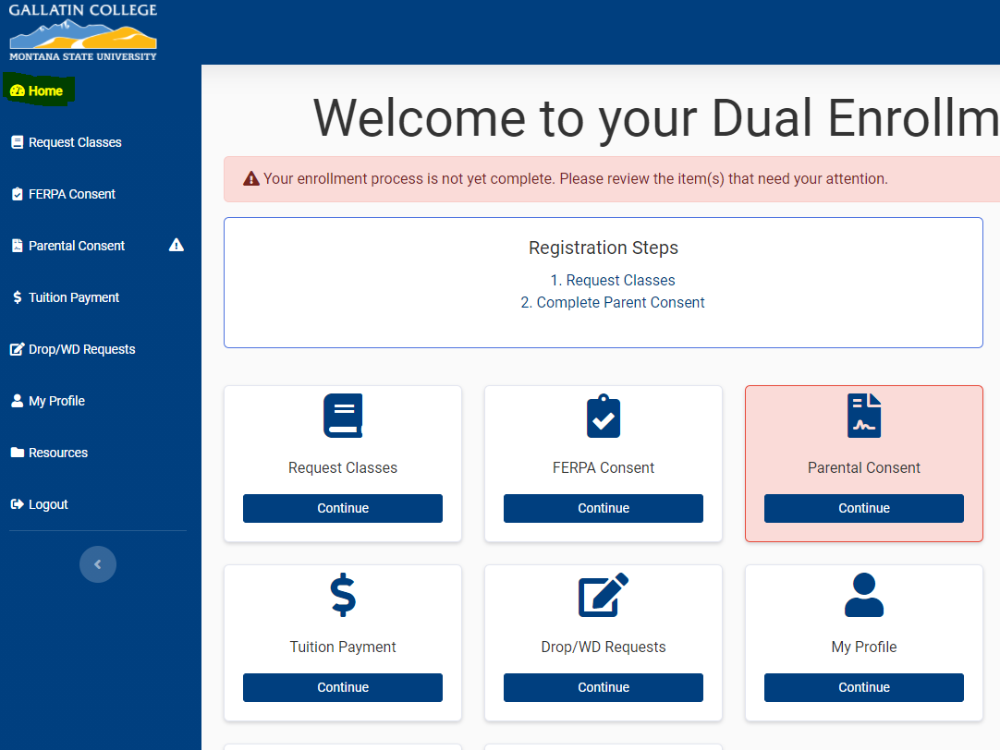 GALLATIN COLLEGE
MONTANA STATE UNIVERSITY
Home
Request Classes
FERPA Consent
Parental Consent
Tuition Payment
Drop/WD Requests
My Profile
Resources
Logout
Welcome to your Dual Enrollm
Your enrollment process is not yet complete. Please review the item(s) that need your attention.
Registration Steps
1. Request Classes
2. Complete Parent Consent
Request Classes
Continue
FERPA Consent
Continue
Parental Consent
Continue
Tuition Payment
Continue
Drop/WD Requests
Continue
My Profile
Continue